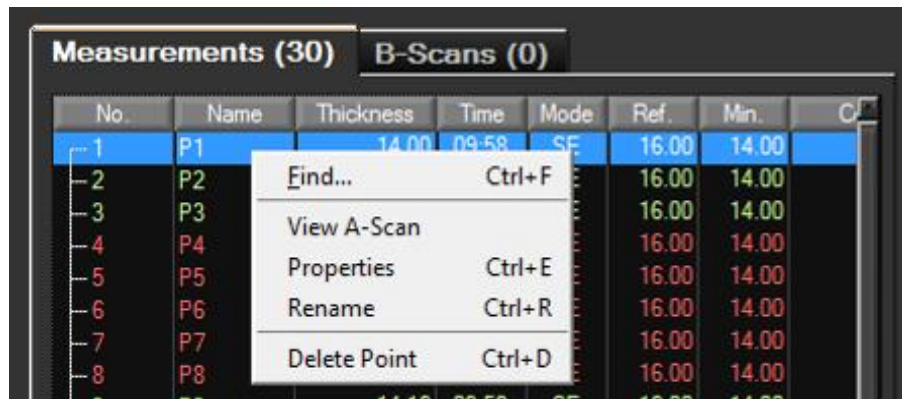 Measurements (30) B-Scans (0)
No. Name Thickness Time Mode Ref. Min.
1 P1 14.00 09:58 SE 16.00 14.00
2 P2 16.00 14.00
3 P3 16.00 14.00
4 P4 16.00 14.00
5 P5 16.00 14.00
6 P6 16.00 14.00
7 P7 16.00 14.00
8 P8 16.00 14.00
Find... Ctrl+F
View A-Scan
Properties Ctrl+E
Rename Ctrl+R
Delete Point Ctrl+D